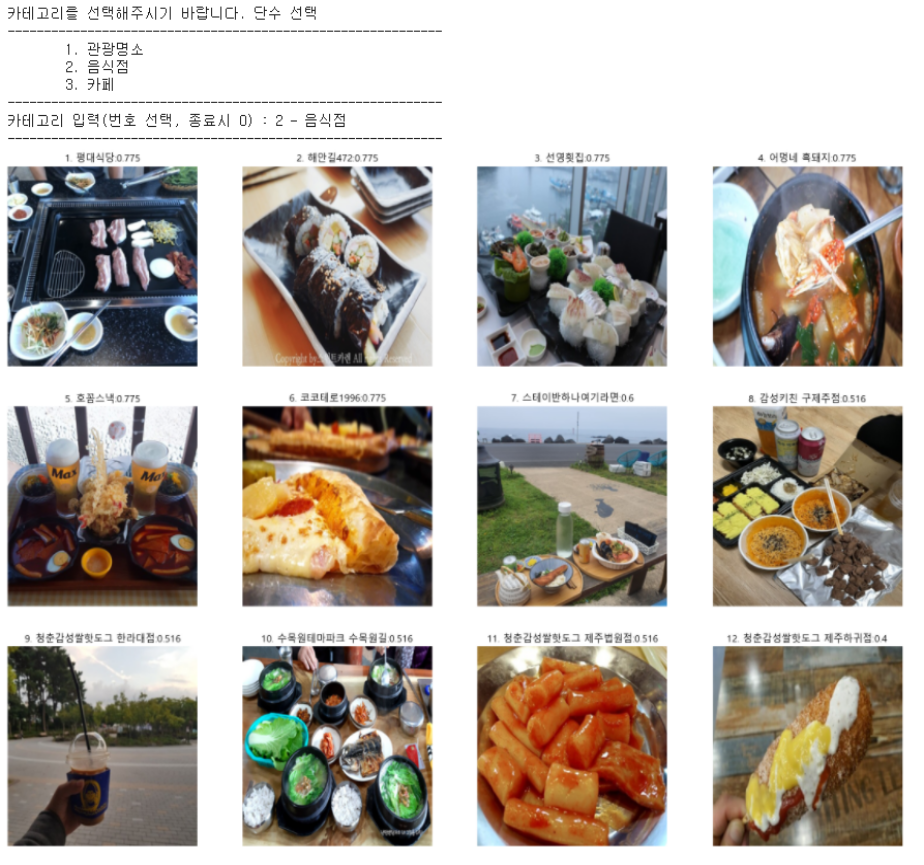 카테고리를 선택해주시기 바랍니다. 단수 선택
------------------------------------------------------------
1. 관광명소
2. 음식점
3. 카페
------------------------------------------------------------
카테고리 입력(번호 선택, 종료시 0) : 2 - 음식점
------------------------------------------------------------
1. 평대식당:0.775
2. 해안길472:0.775
3. 선영횟집:0.775
4. 어멍네 흑돼지:0.775
Copyright by All Reserved
5. 호꼼스낵:0.775
6. 코코테로1996:0.775
7. 스테이반하나여기라면:0.6
8. 감성키친 구제주점:0.516
Max
Max
9. 청춘감성쌀핫도그 한라대점:0.516
10. 수목원테마파크 수목원길:0.516
11. 청춘감성쌀핫도그 제주법원점:0.516
12. 청춘감성쌀핫도그 제주하귀점:0.4